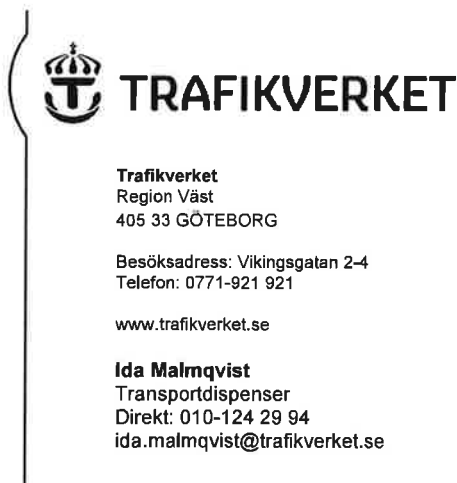 TRAFIKVERKET
Trafikverket
Region Väst
405 33 GÖTEBORG
Besöksadress: Vikingsgatan 2-4
Telefon: 0771-921 921
www.trafikverket.se
Ida Malmqvist
Transportdispenser
Direkt: 010-124 29 94
ida.malmqvist@trafikverket.se